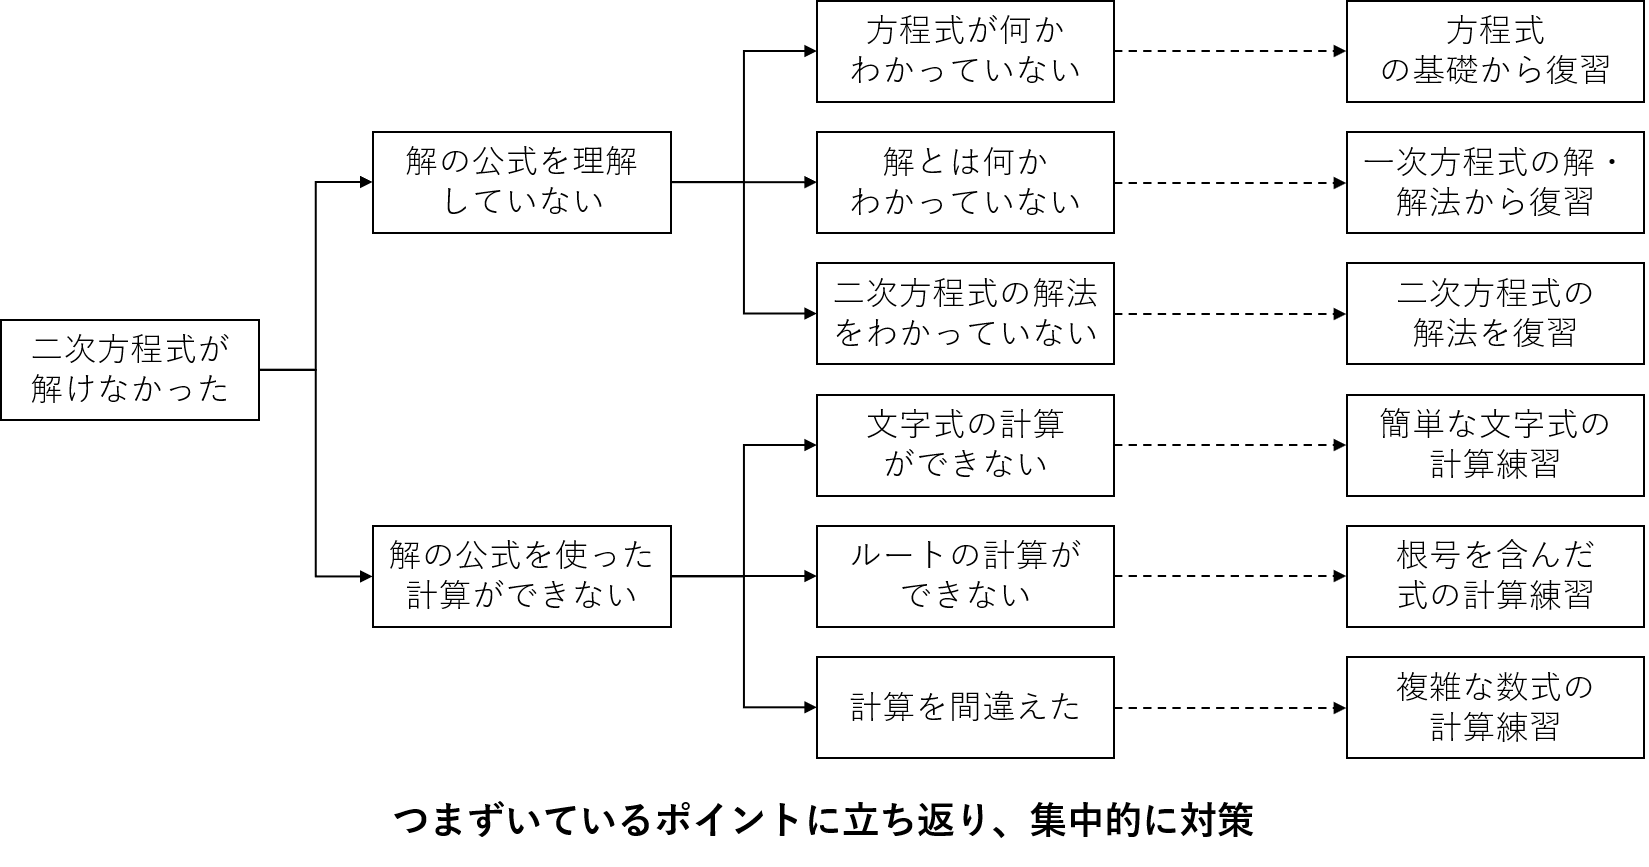 二次方程式が
解けなかった
解の公式を理解
していない
解の公式を使った
計算ができない
方程式が何か
わかっていない
解とは何か
わかっていない
二次方程式の解法
をわかっていない
文字式の計算
ができない
ルートの計算が
できない
計算を間違えた
方程式
の基礎から復習
一次方程式の解・
解法から復習
二次方程式の
解法を復習
簡単な文字式の
計算練習
根号を含んだ
式の計算練習
複雑な数式の
計算練習
つまずいているポイントに立ち返り、集中的に対策